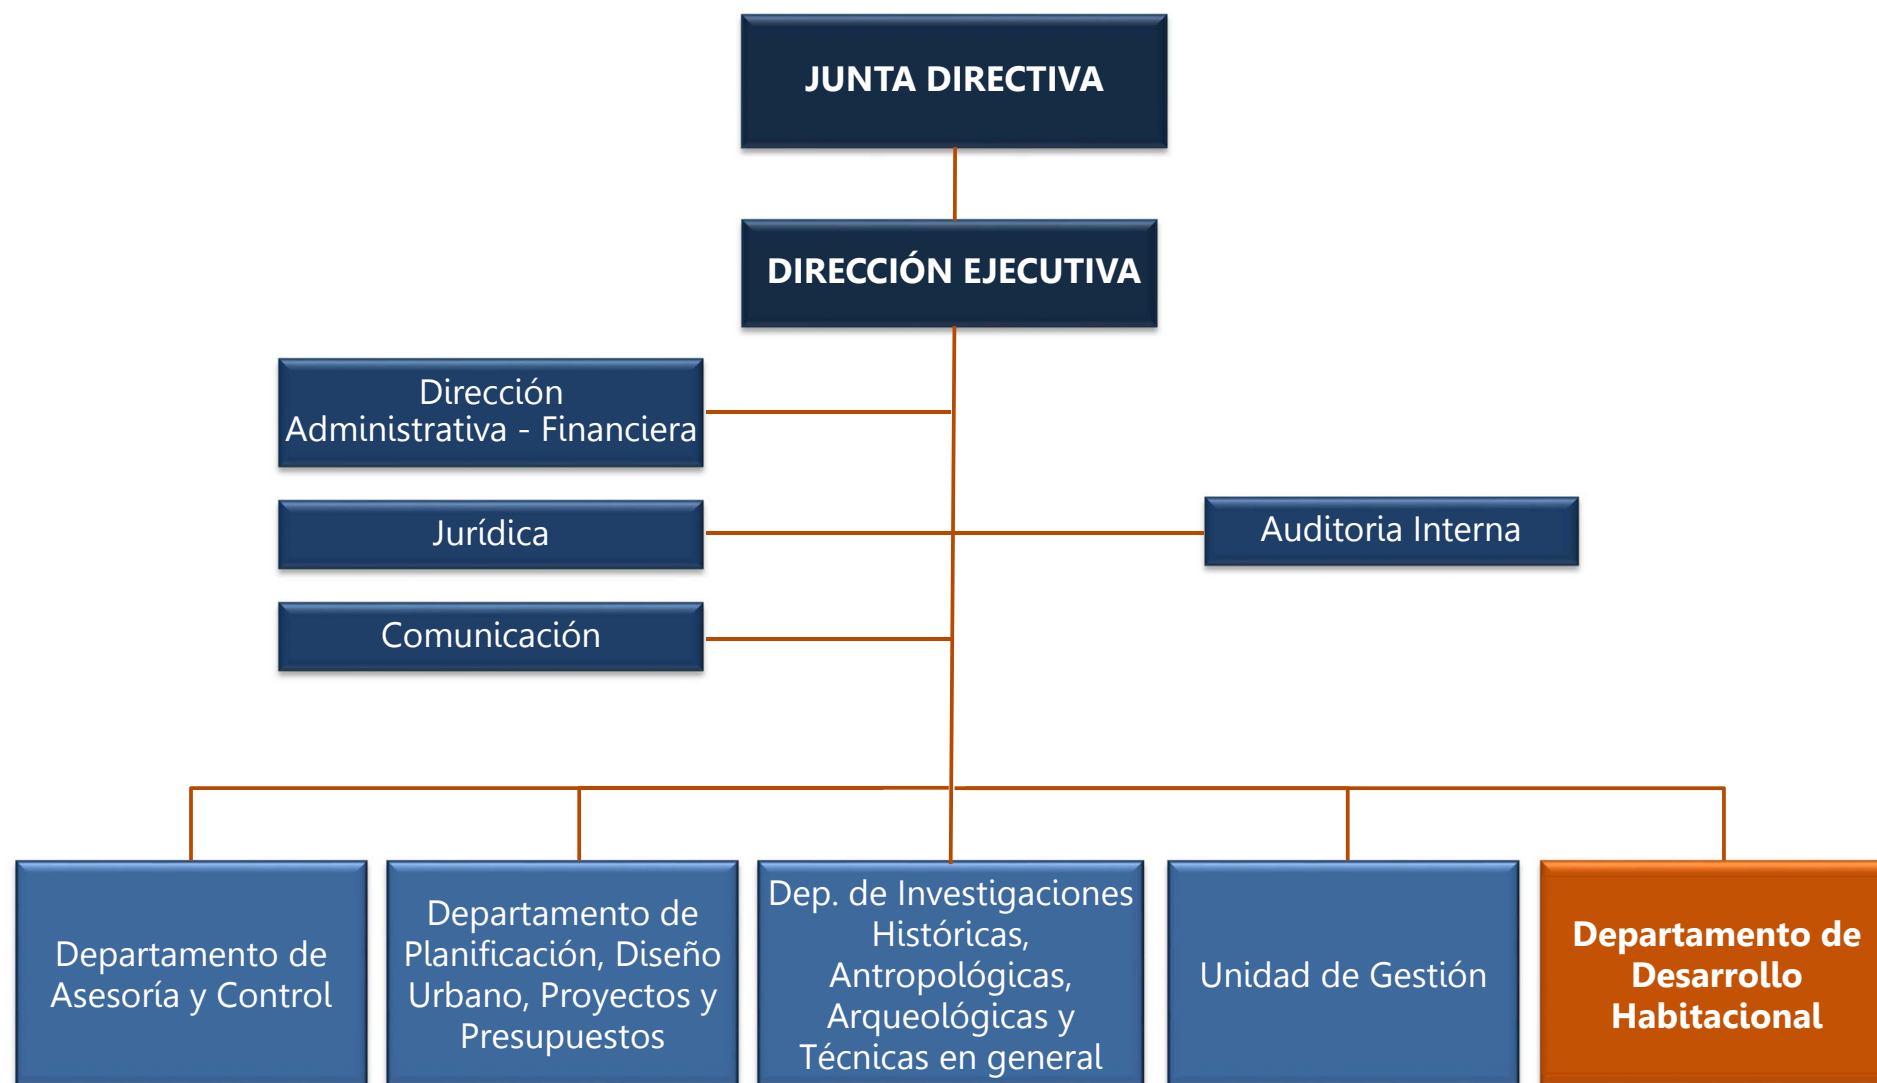 JUNTA DIRECTIVA
DIRECCIÓN EJECUTIVA
Dirección
Administrativa - Financiera
Jurídica
Auditoria Interna
Comunicación
Departamento de
Asesoría y Control
Departamento de
Planificación, Diseño
Urbano, Proyectos y
Presupuestos
Dep. de Investigaciones
Históricas,
Antropológicas,
Arqueológicas y
Técnicas en general
Unidad de Gestión
Departamento de
Desarrollo
Habitacional